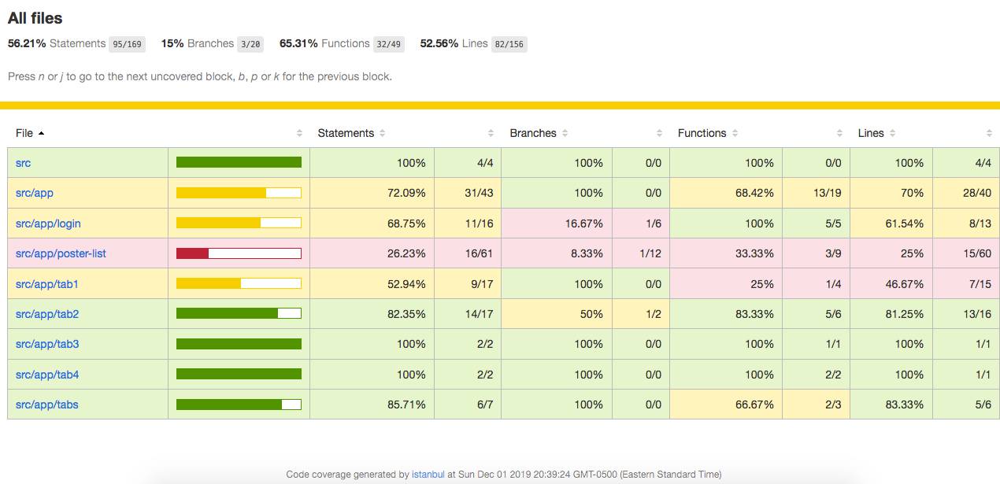 All files
56.21% Statements 95/169 15% Branches 3/20 65.31% Functions 32/49 52.56% Lines 82/156
Press n or j to go to the next uncovered block, b, p or k for the previous block.
File Statements Branches Functions Lines
src 100% 4/4 100% 0/0 100% 0/0 100% 4/4
src/app 72.09% 31/43 100% 0/0 68.42% 13/19 70% 28/40
src/app/login 68.75% 11/16 16.67% 1/6 100% 5/5 61.54% 8/13
src/app/poster-list 26.23% 16/61 8.33% 1/12 33.33% 3/9 25% 15/60
src/app/tab1 52.94% 9/17 100% 0/0 25% 1/4 46.67% 7/15
src/app/tab2 82.35% 14/17 50% 1/2 83.33% 5/6 81.25% 13/16
src/app/tab3 100% 2/2 100% 0/0 100% 1/1 100% 1/1
src/app/tab4 100% 2/2 100% 0/0 100% 2/2 100% 1/1
src/app/tabs 85.71% 6/7 100% 0/0 66.67% 2/3 83.33% 5/6
Code coverage generated by istanbul at Sun Dec 01 2019 20:39:24 GMT-0500 (Eastern Standard Time)